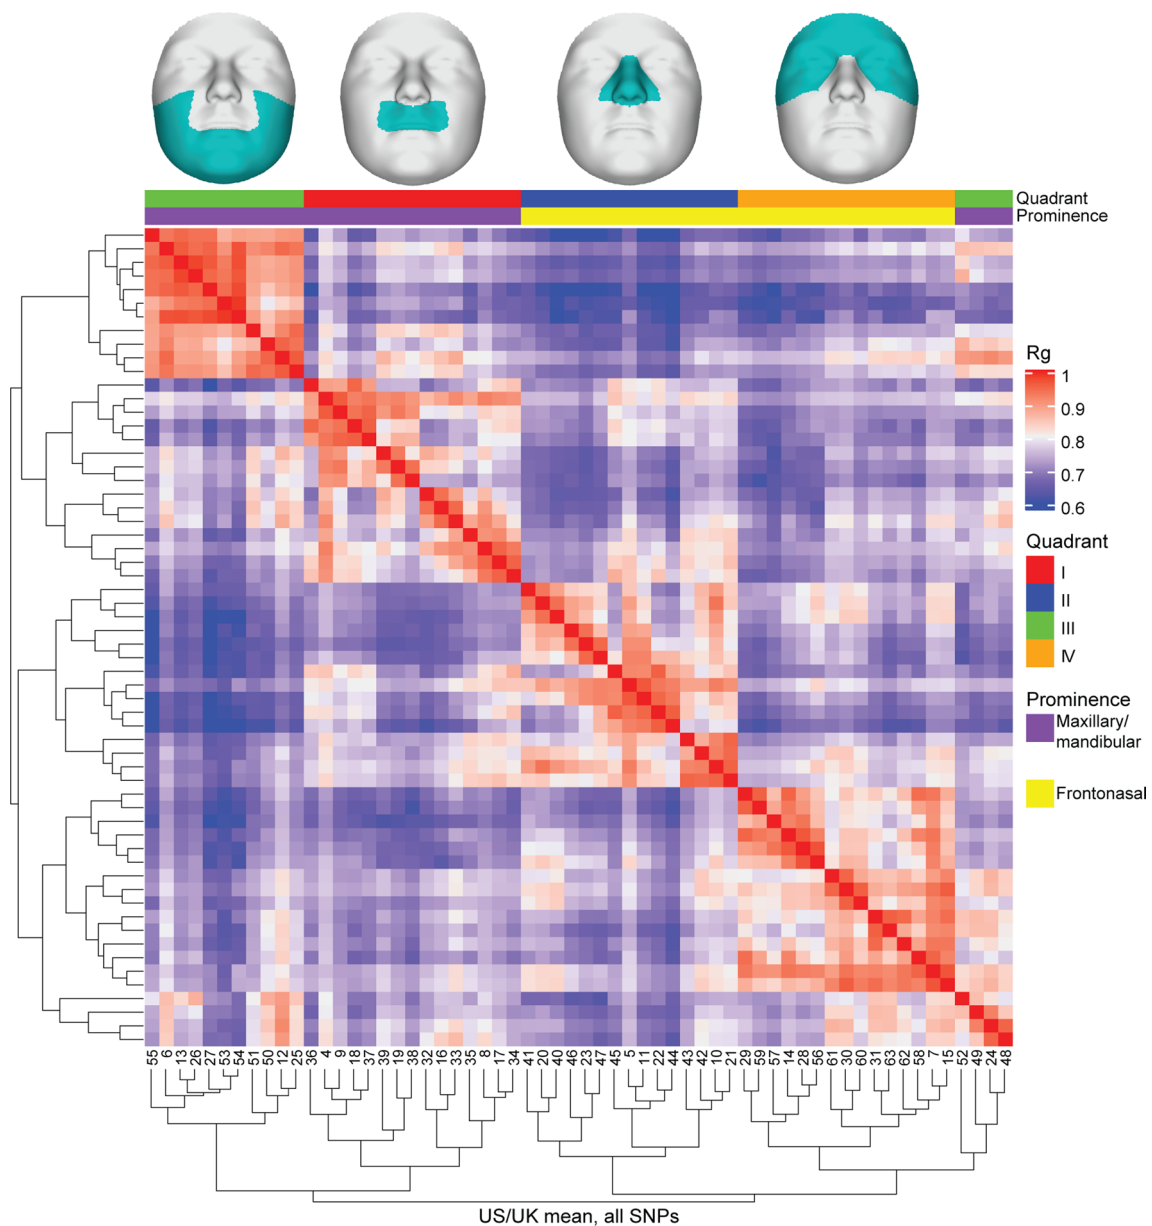 Quadrant
Prominence
Rg
1
0.9
0.8
0.7
0.6
Quadrant
I
II
III
IV
Prominence
Maxillary/
mandibular
Frontonasal
55 6 13 26 27 53 54 51 50 12 25 36 4 9 18 37 39 19 38 32 16 33 35 8 17 34 41 20 40 46 23 47 45 5 11 22 44 43 42 10 21 29 59 57 14 28 56 61 30 60 31 63 62 58 7 15 52 49 24 48
US/UK mean, all SNPs